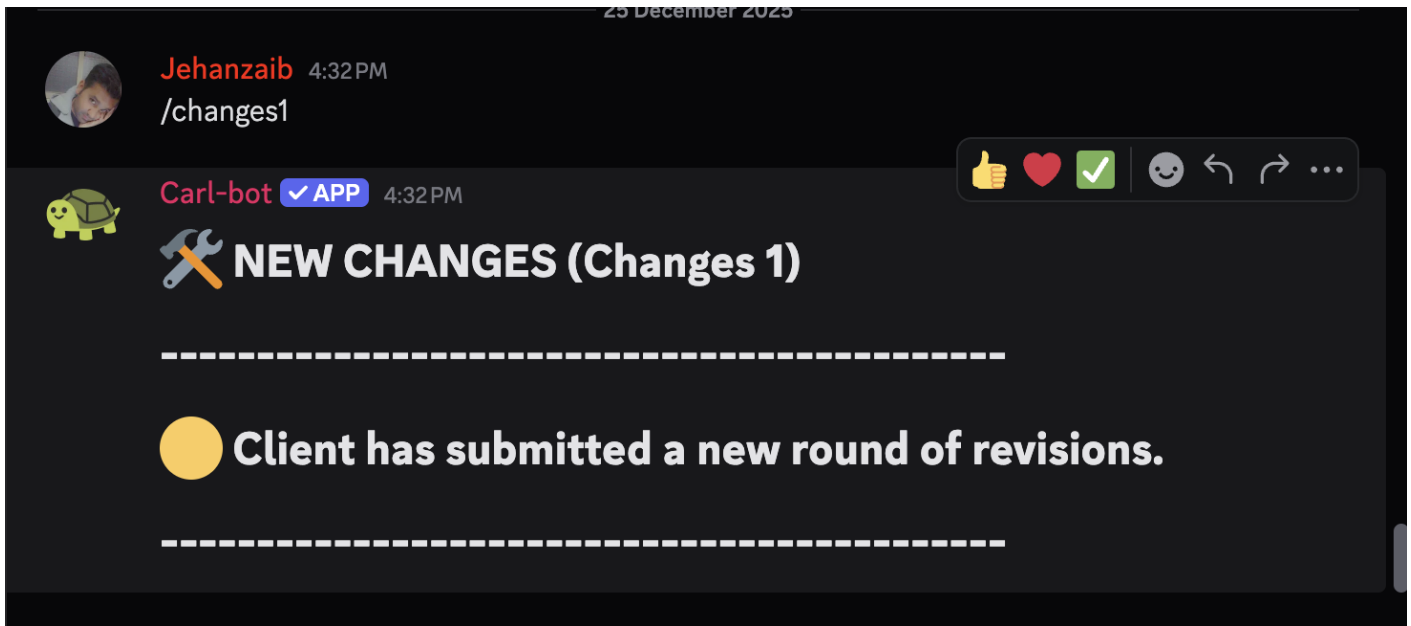 25 December 2025
Jehanzaib 4:32 PM
/changes1
Carl-bot ✓ APP 4:32 PM
🛠️ NEW CHANGES (Changes 1)
--------------------------------------------
🟡 Client has submitted a new round of revisions.
--------------------------------------------